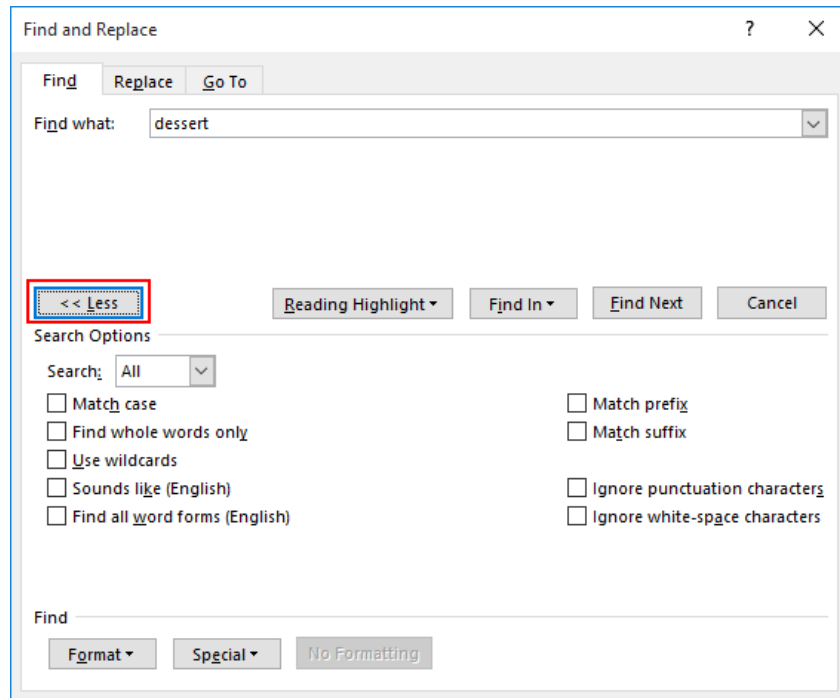 Find and Replace ?
Find Replace Go To
Find what: dessert
<< Less Reading Highlight Find In Find Next Cancel
Search Options
Search: All
Match case Match prefix
Find whole words only Match suffix
Use wildcards
Sounds like (English) Ignore punctuation characters
Find all word forms (English) Ignore white-space characters
Find
Format Special No Formatting